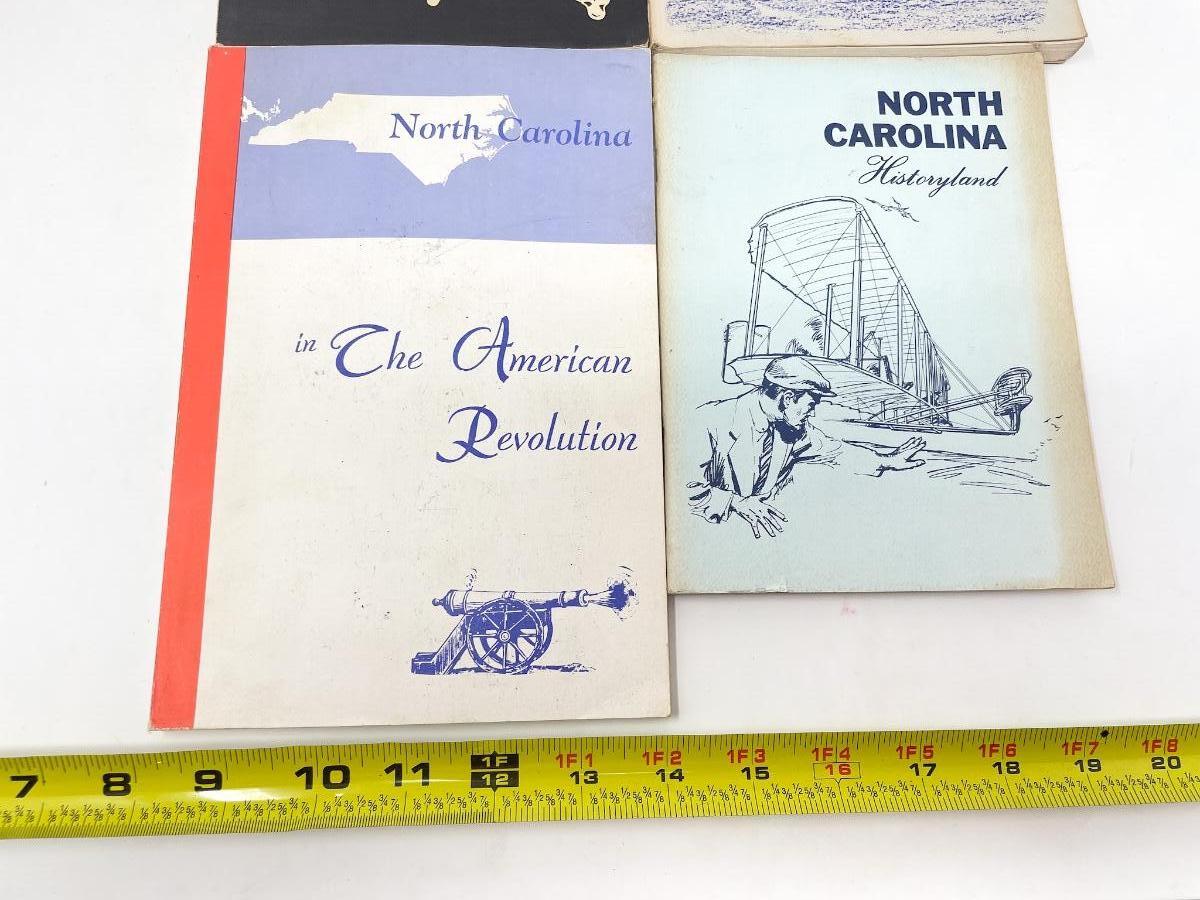 North Carolina
in The American
Revolution
NORTH
CAROLINA
Historyland
7 8 9 10 11 1F 1F1 1F2 1F3 1F4 1F5 1F6 1F7 1F8
12 13 14 15 16 17 18 19 20